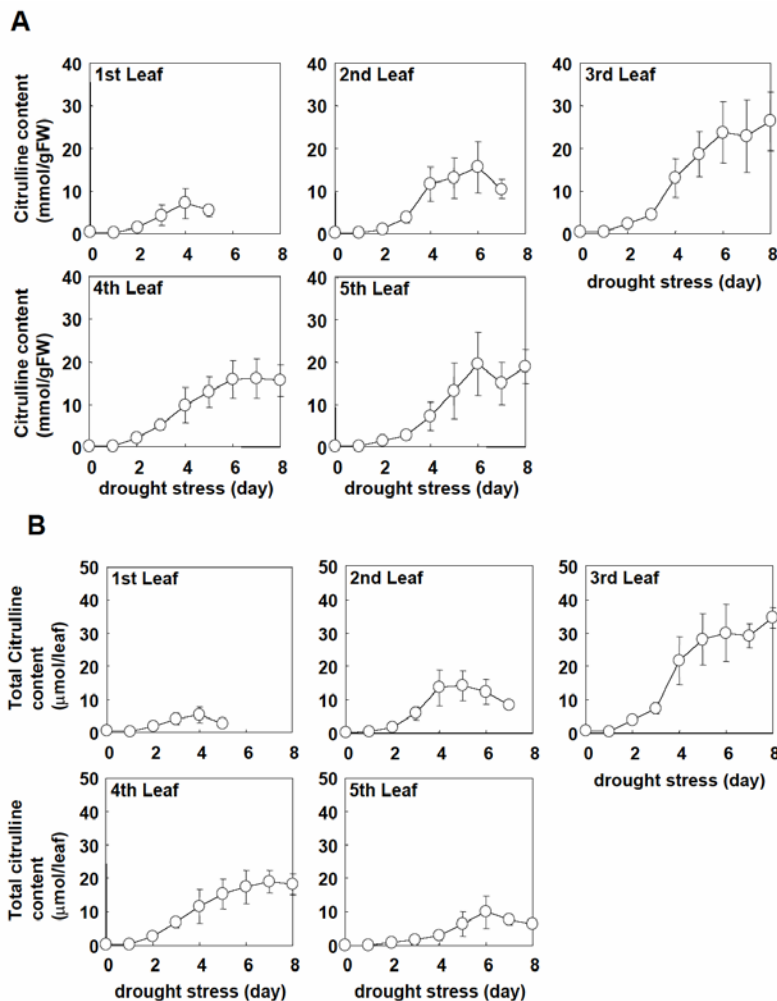 A
Citrulline content
(mmol/gFW)
40
30
20
10
0
1st Leaf
0 2 4 6 8
40
30
20
10
0
2nd Leaf
0 2 4 6 8
40
30
20
10
0
3rd Leaf
0 2 4 6 8
drought stress (day)
Citrulline content
(mmol/gFW)
40
30
20
10
0
4th Leaf
0 2 4 6 8
drought stress (day)
40
30
20
10
0
5th Leaf
0 2 4 6 8
drought stress (day)
B
Total Citrulline
content
(μmol/leaf)
50
40
30
20
10
0
1st Leaf
0 2 4 6 8
50
40
30
20
10
0
2nd Leaf
0 2 4 6 8
50
40
30
20
10
0
3rd Leaf
0 2 4 6 8
drought stress (day)
Total citrulline
content
(μmol/leaf)
50
40
30
20
10
0
4th Leaf
0 2 4 6 8
drought stress (day)
50
40
30
20
10
0
5th Leaf
0 2 4 6 8
drought stress (day)